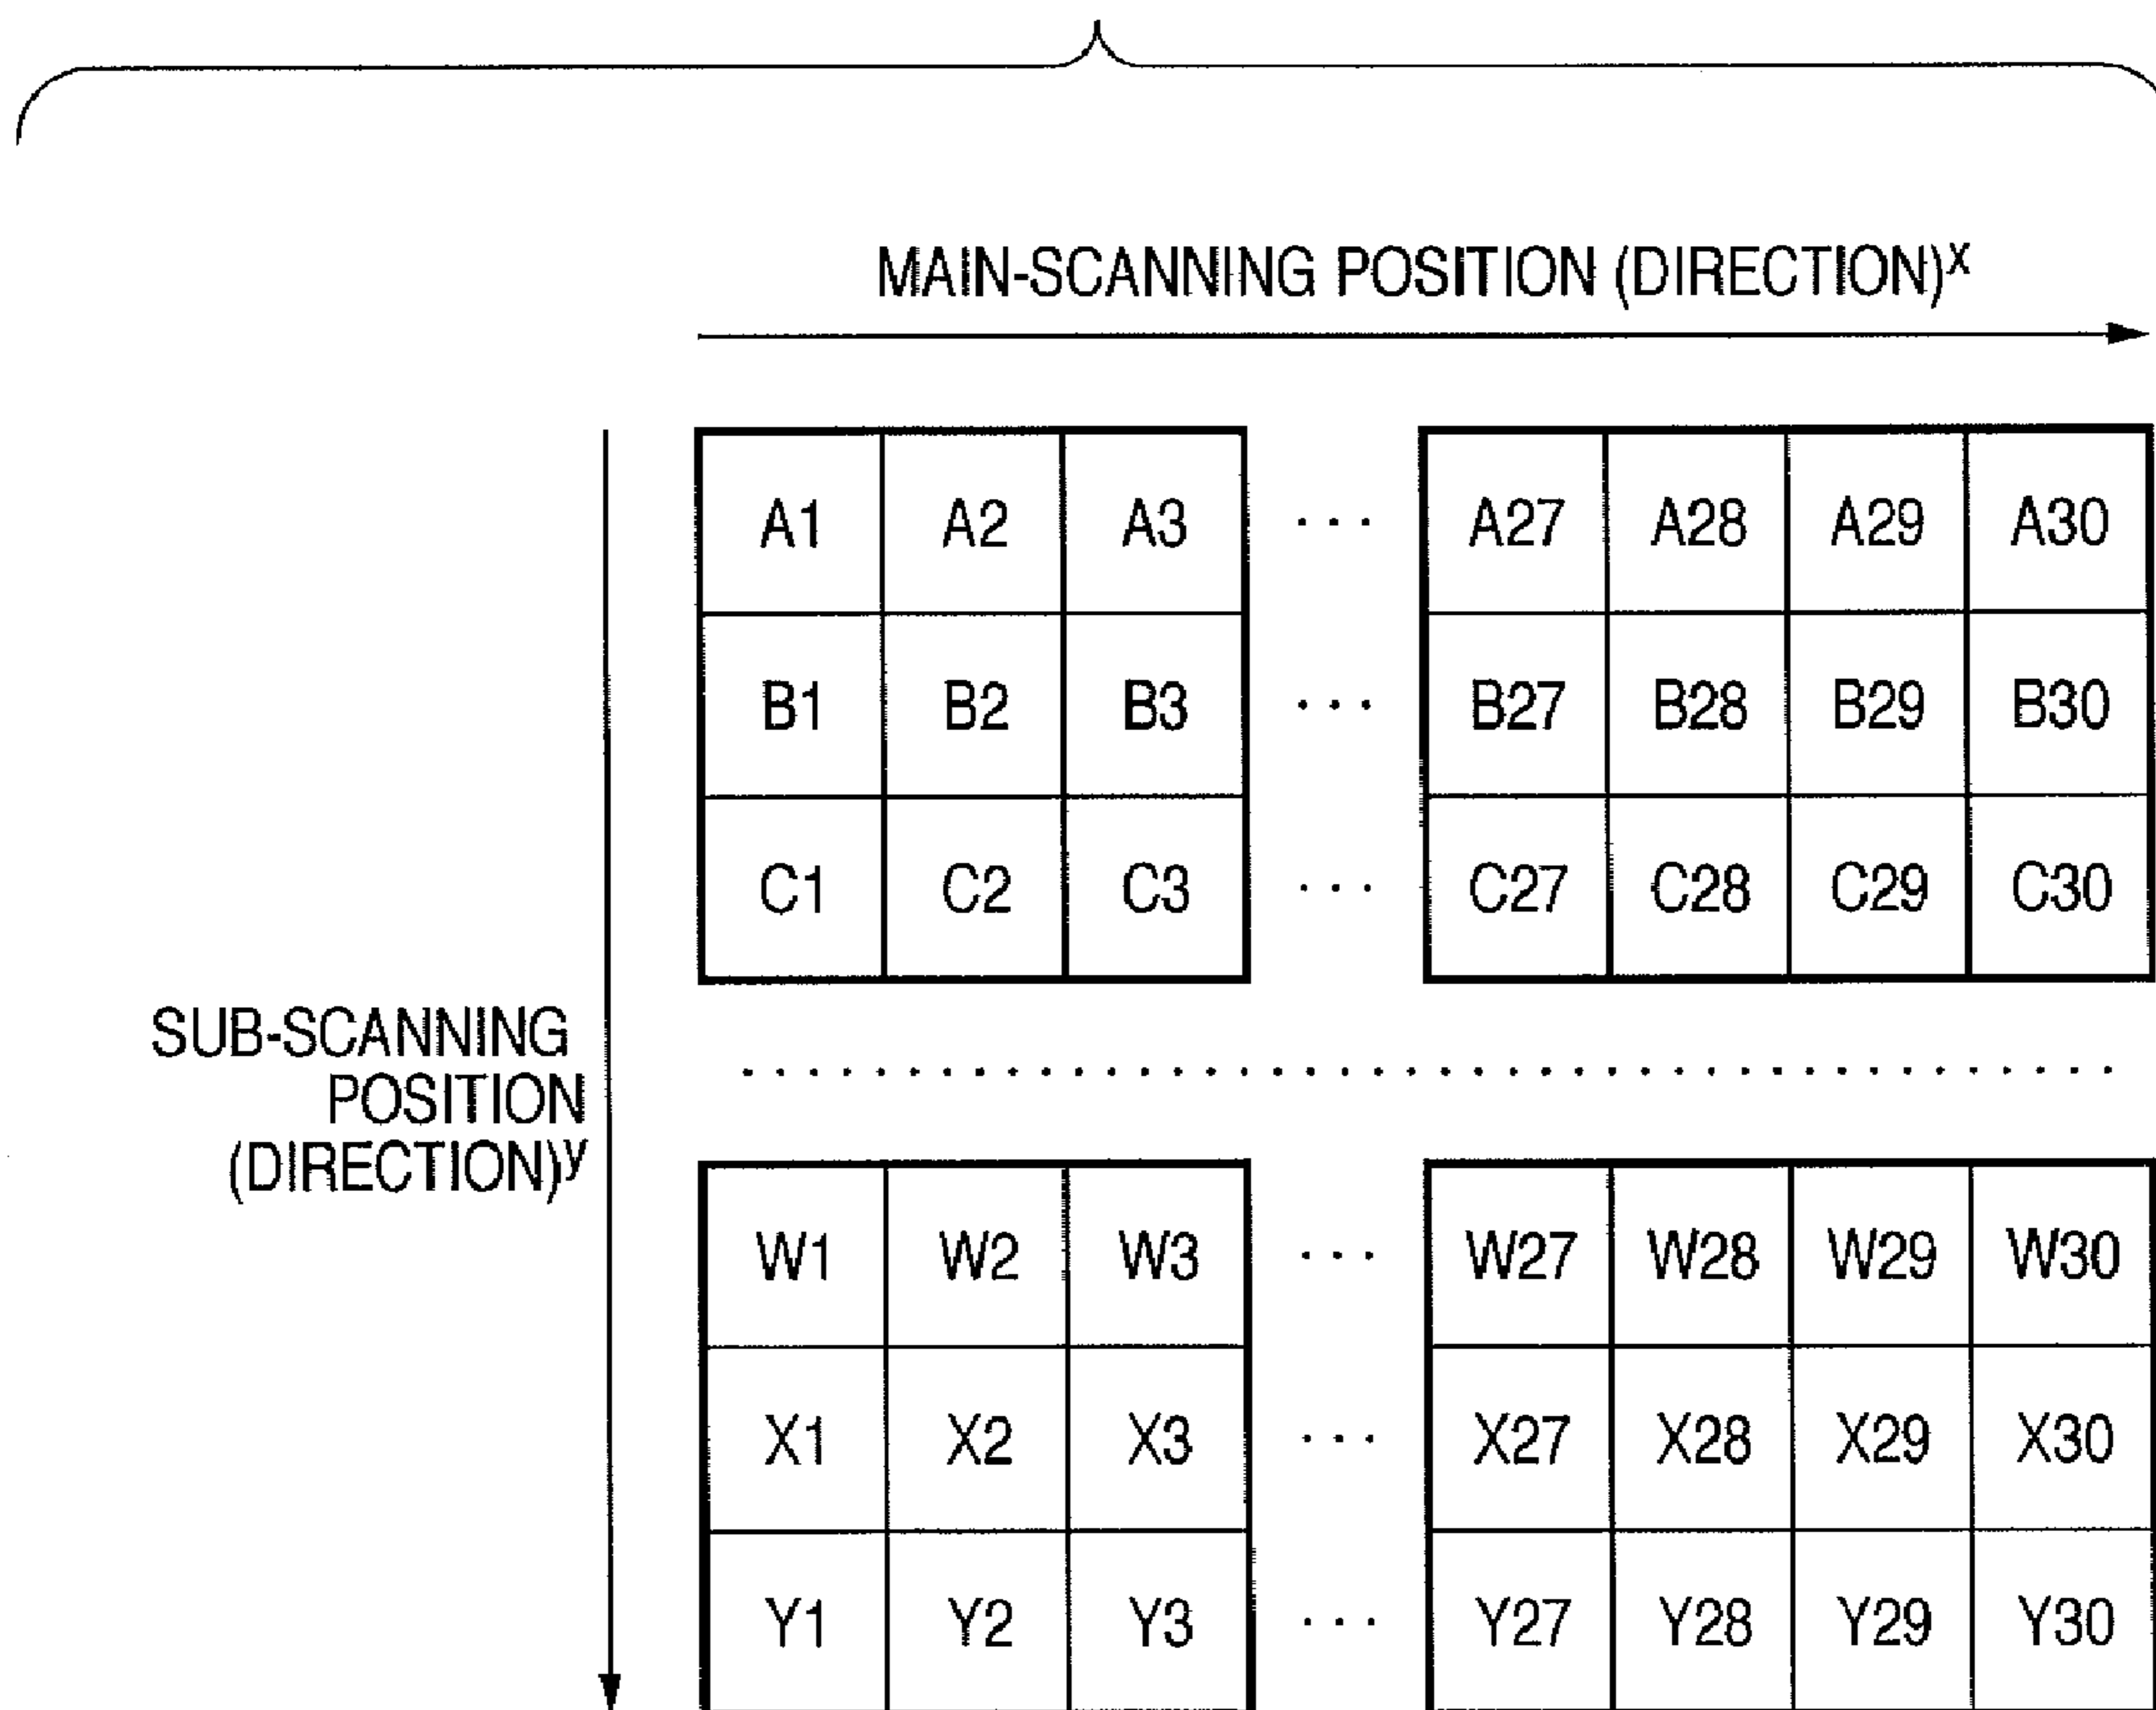 MAIN-SCANNING POSITION (DIRECTION)x
A1 A2 A3 ... A27 A28 A29 A30
B1 B2 B3 ... B27 B28 B29 B30
C1 C2 C3 ... C27 C28 C29 C30
SUB-SCANNING
POSITION
(DIRECTION)y
W1 W2 W3 ... W27 W28 W29 W30
X1 X2 X3 ... X27 X28 X29 X30
Y1 Y2 Y3 ... Y27 Y28 Y29 Y30